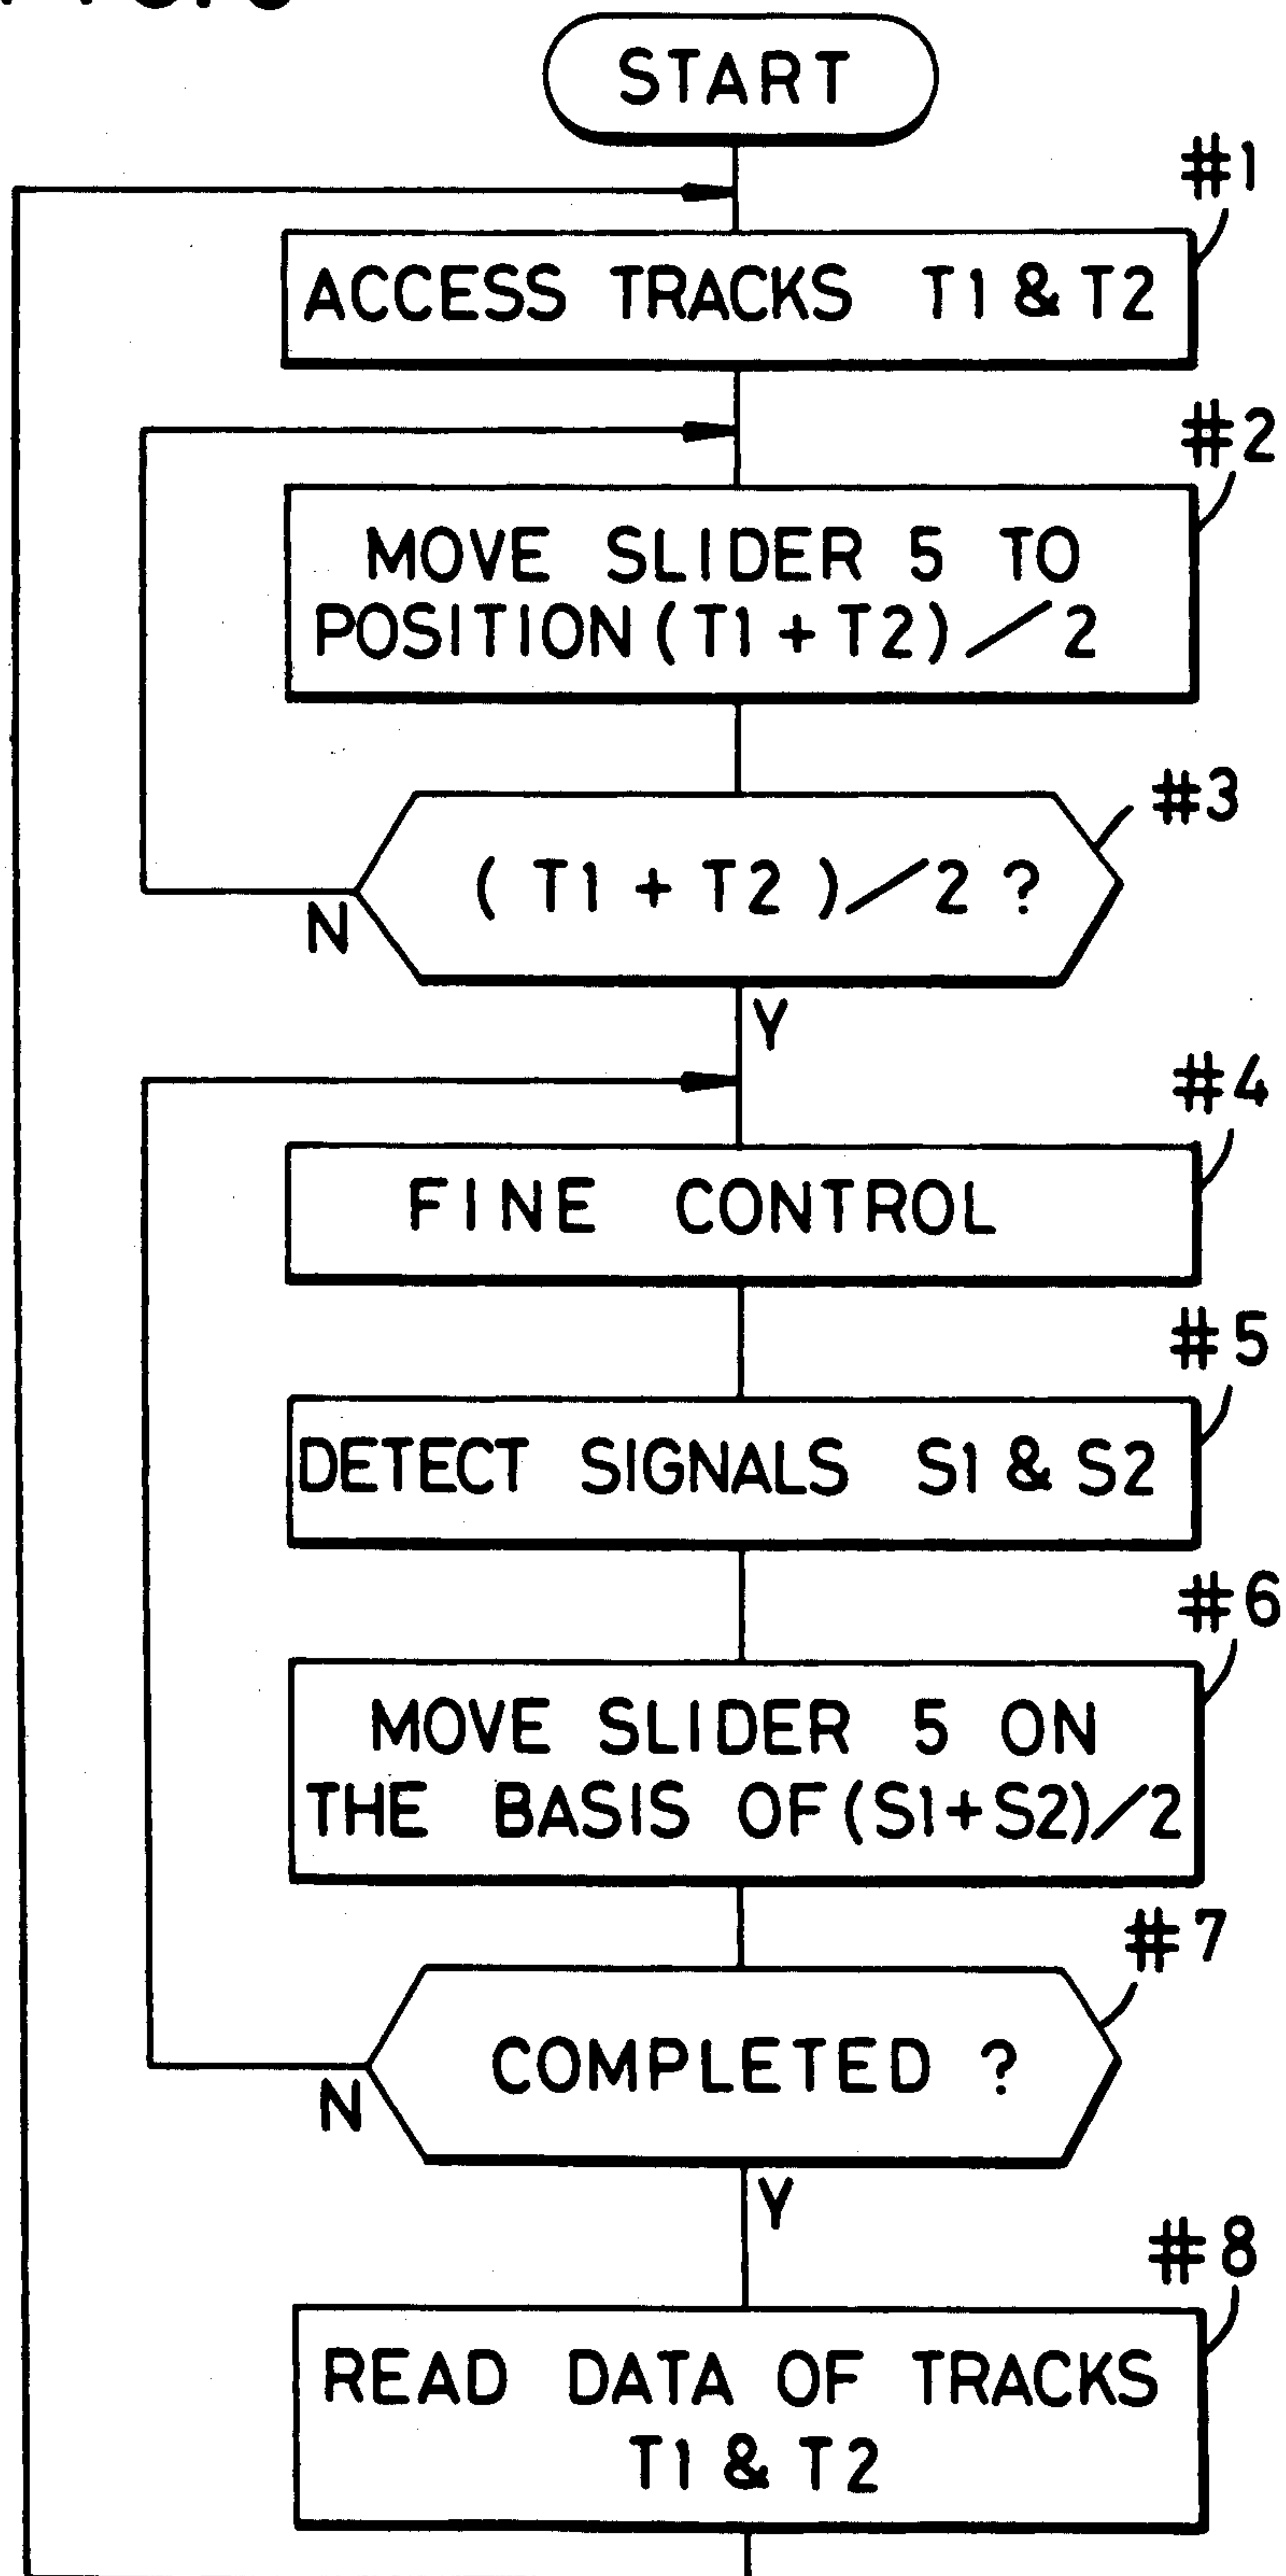 START
#1
ACCESS TRACKS T1 & T2
#2
MOVE SLIDER 5 TO
POSITION (T1 + T2)/2
#3
(T1 + T2)/2 ?
N
Y
#4
FINE CONTROL
#5
DETECT SIGNALS S1 & S2
#6
MOVE SLIDER 5 ON
THE BASIS OF (S1+S2)/2
#7
COMPLETED ?
N
Y
#8
READ DATA OF TRACKS
T1 & T2